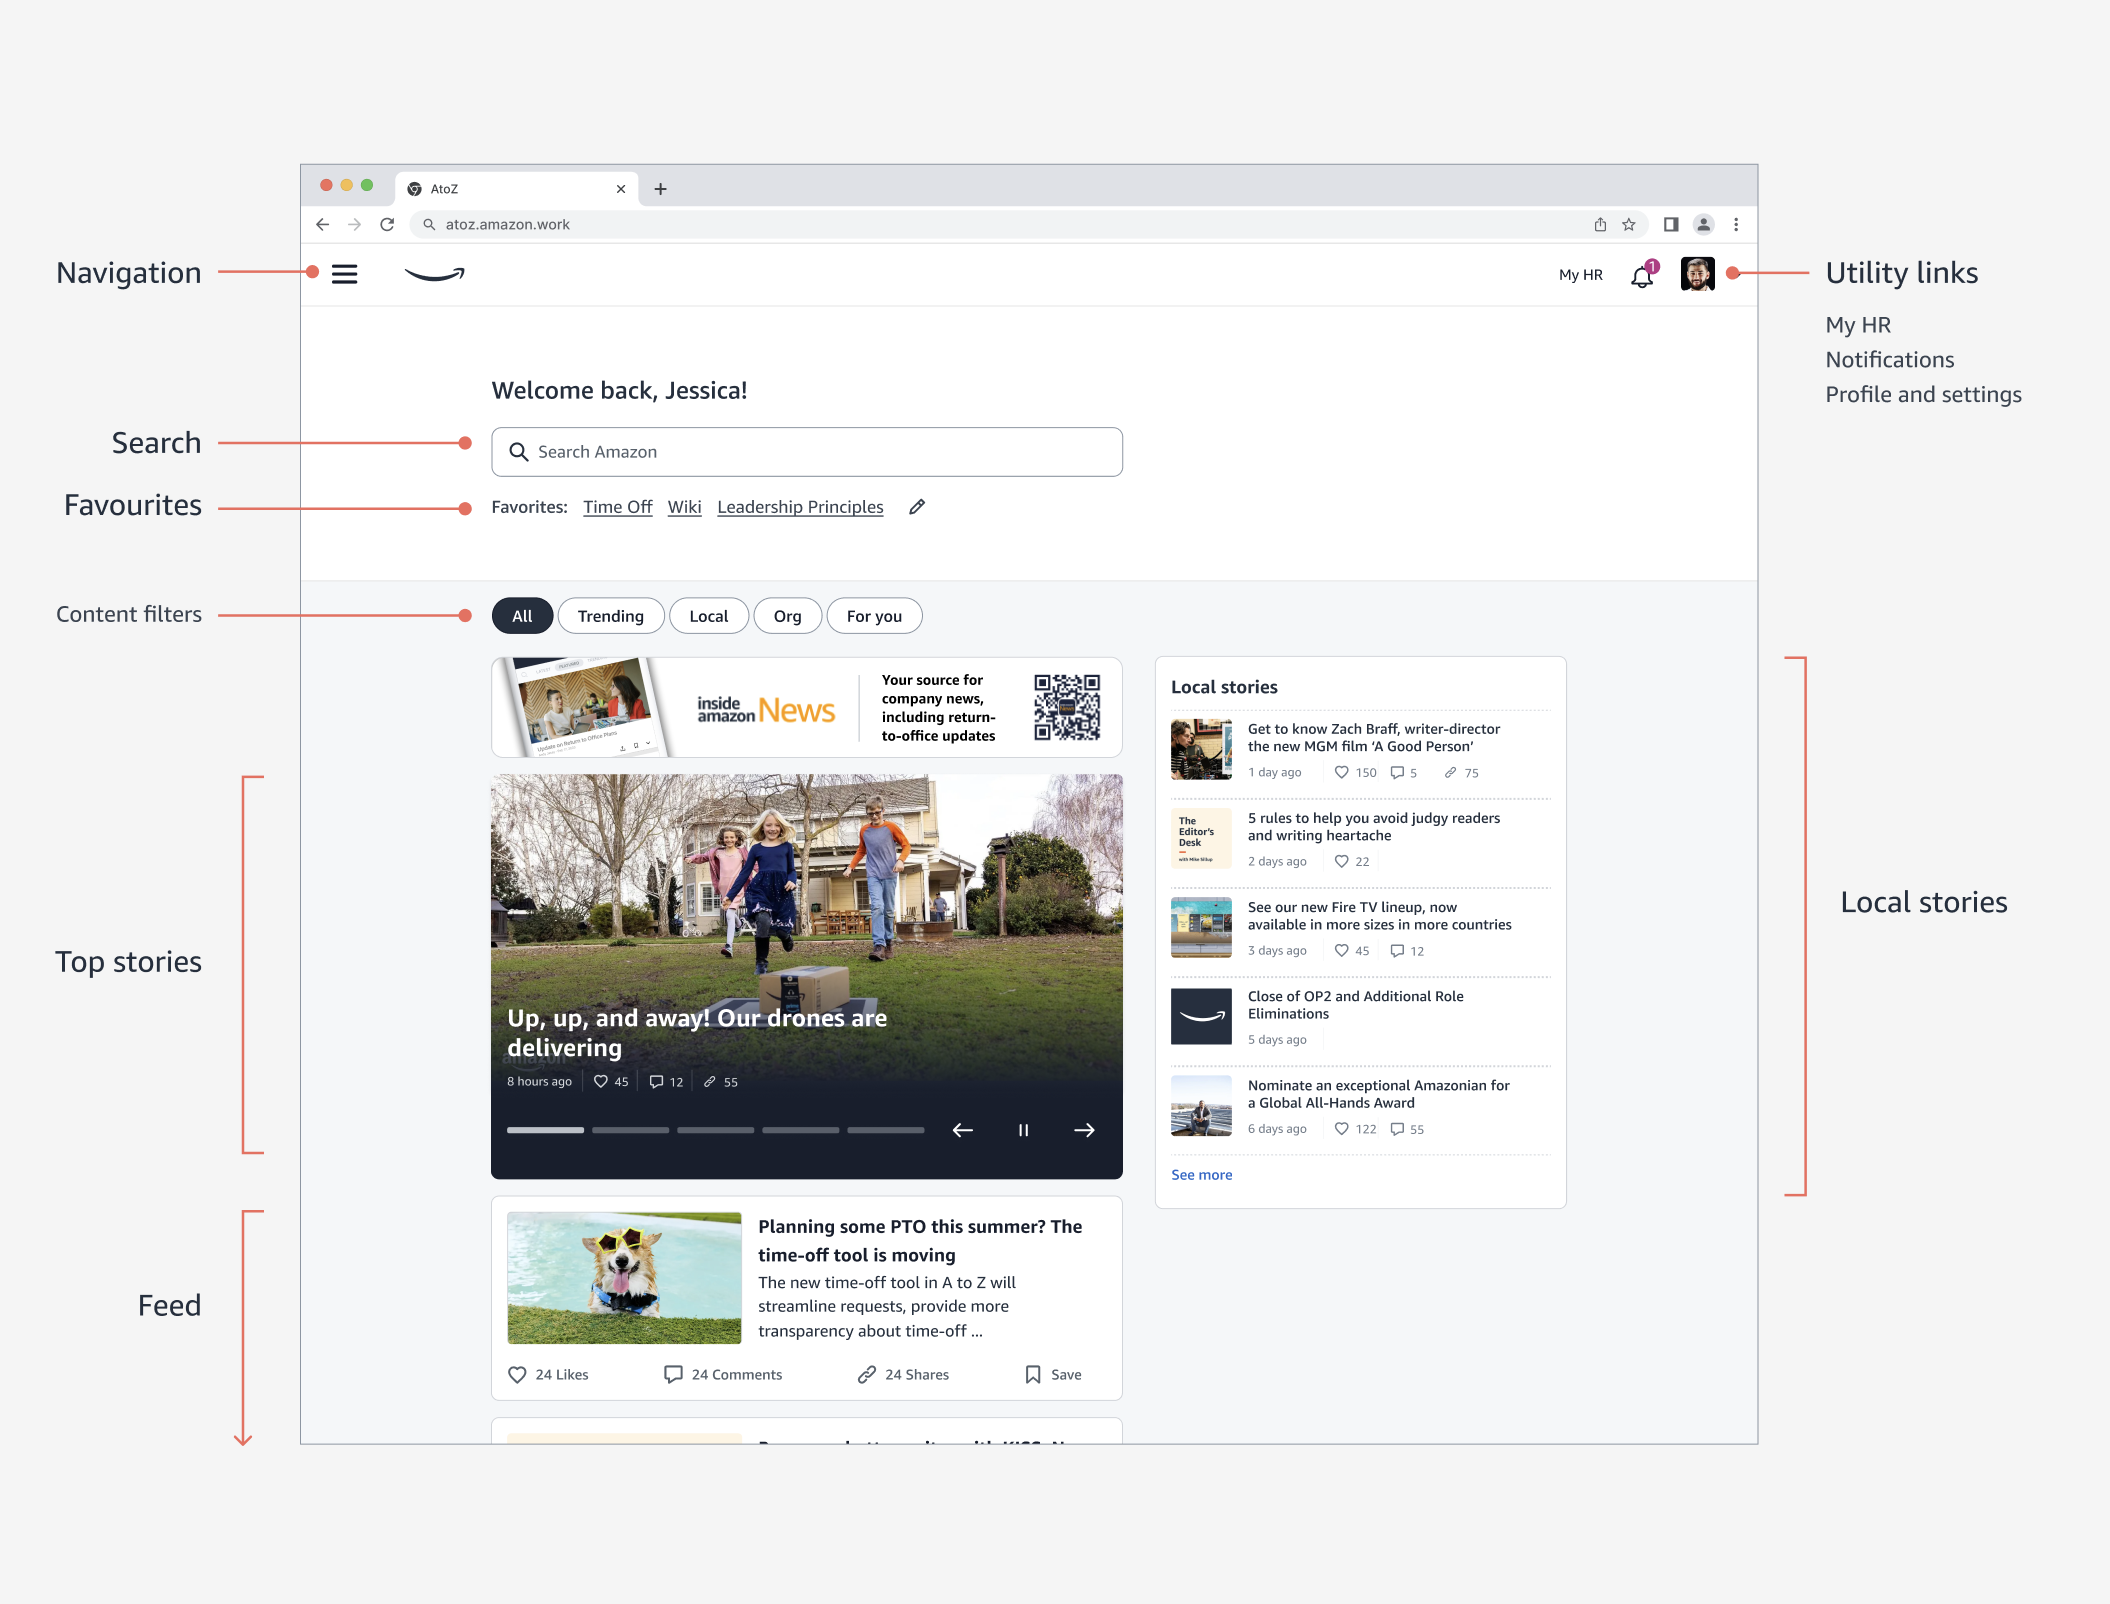 AtoZ
atoz.amazon.work
Navigation
My HR
1
Utility links
My HR
Notifications
Profile and settings
Welcome back, Jessica!
Search
Search Amazon
Favourites
Favorites: Time Off Wiki Leadership Principles
Content filters
All Trending Local Org For you
Update on Return to Office Plans
inside
amazon News
Your source for
company news,
including return-
to-office updates
Top stories
Up, up, and away! Our drones are
delivering
8 hours ago 45 12 55
Local stories
Get to know Zach Braff, writer-director
the new MGM film ‘A Good Person’
1 day ago 150 5 75
The
Editor's
Desk
with Mike Sillup
5 rules to help you avoid judgy readers
and writing heartache
2 days ago 22
See our new Fire TV lineup, now
available in more sizes in more countries
3 days ago 45 12
Close of OP2 and Additional Role
Eliminations
5 days ago
Nominate an exceptional Amazonian for
a Global All-Hands Award
6 days ago 122 55
See more
Local stories
Feed
Planning some PTO this summer? The
time-off tool is moving
The new time-off tool in A to Z will
streamline requests, provide more
transparency about time-off ...
24 Likes 24 Comments 24 Shares Save